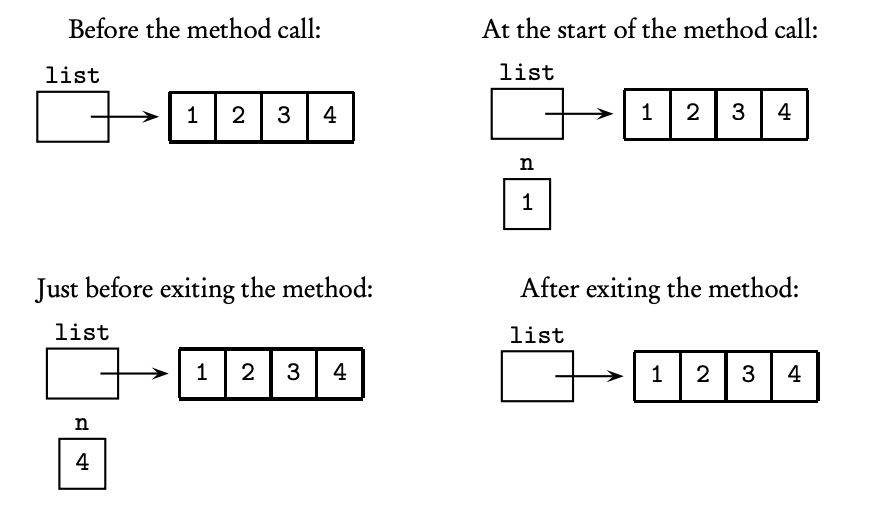 Before the method call:
list
1 2 3 4
At the start of the method call:
list
1 2 3 4
n
1
Just before exiting the method:
list
1 2 3 4
n
4
After exiting the method:
list
1 2 3 4